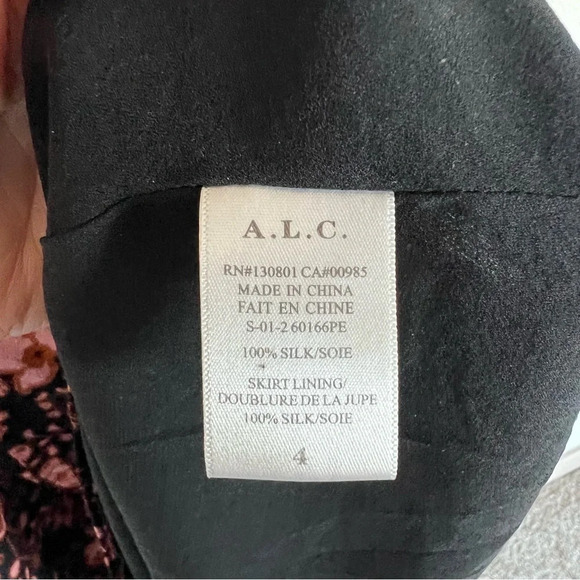 A.L.C.
RN#130801 CA#00985
MADE IN CHINA
FAIT EN CHINE
S-01-2 60166PE
100% SILK/SOIE
SKIRT LINING/
DOUBLURE DE LA JUPE
100% SILK/SOIE
4